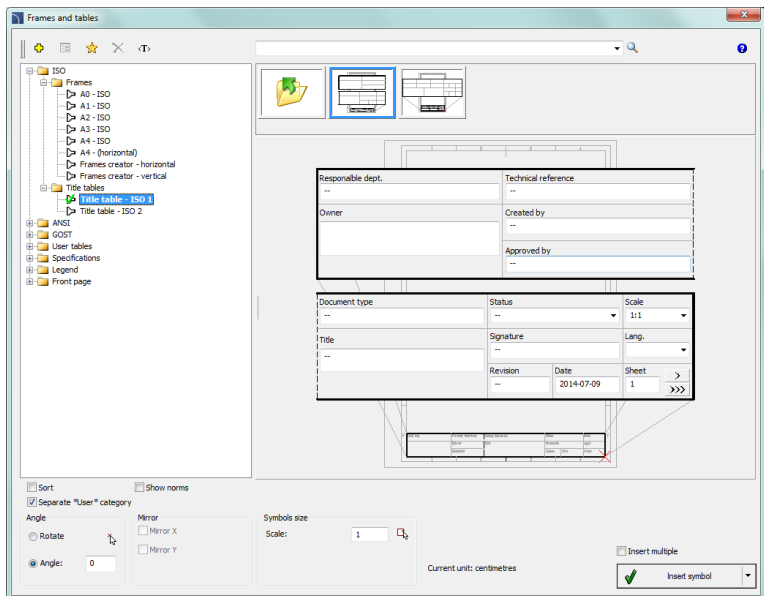 Frames and tables
ISO
Frames
A0 - ISO
A1 - ISO
A2 - ISO
A3 - ISO
A4 - ISO
A4 - (horizontal)
Frames creator - horizontal
Frames creator - vertical
Title tables
Title table - ISO 1
Title table - ISO 2
ANSI
GOST
User tables
Specifications
Legend
Front page
Responsable dept.
--
Technical reference
--
Owner
Created by
--
Approved by
--
Document type
--
Status
--
Scale
1:1
Title
--
Signature
--
Lang.
Revision
--
Date
2014-07-09
Sheet
1
>
>>>
Sort
Show norms
Separate "User" category
Angle
Rotate
Angle:
0
Mirror
Mirror X
Mirror Y
Symbols size
Scale:
1
Current unit: centimetres
Insert multiple
Insert symbol